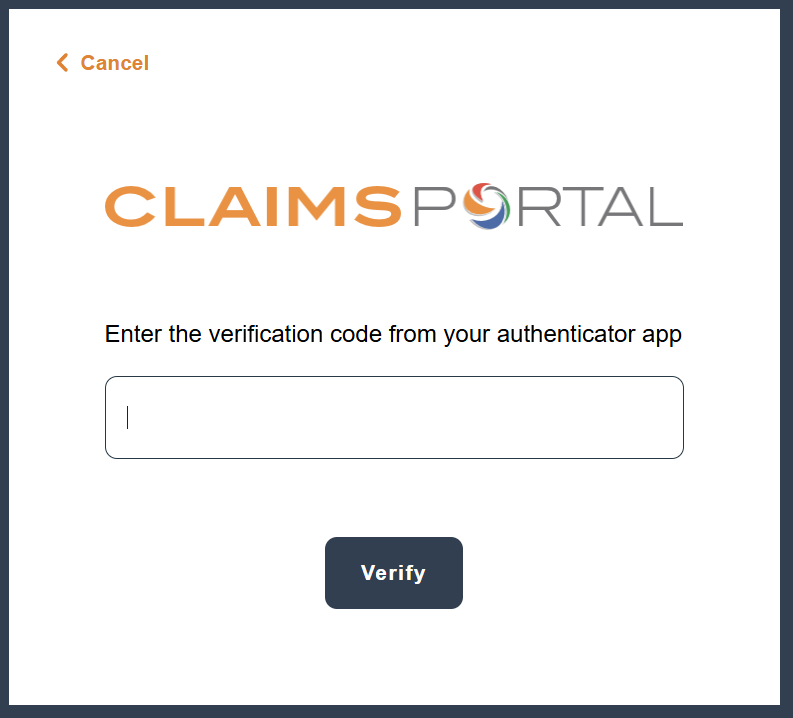 Cancel
CLAIMSPORTAL
Enter the verification code from your authenticator app
Verify